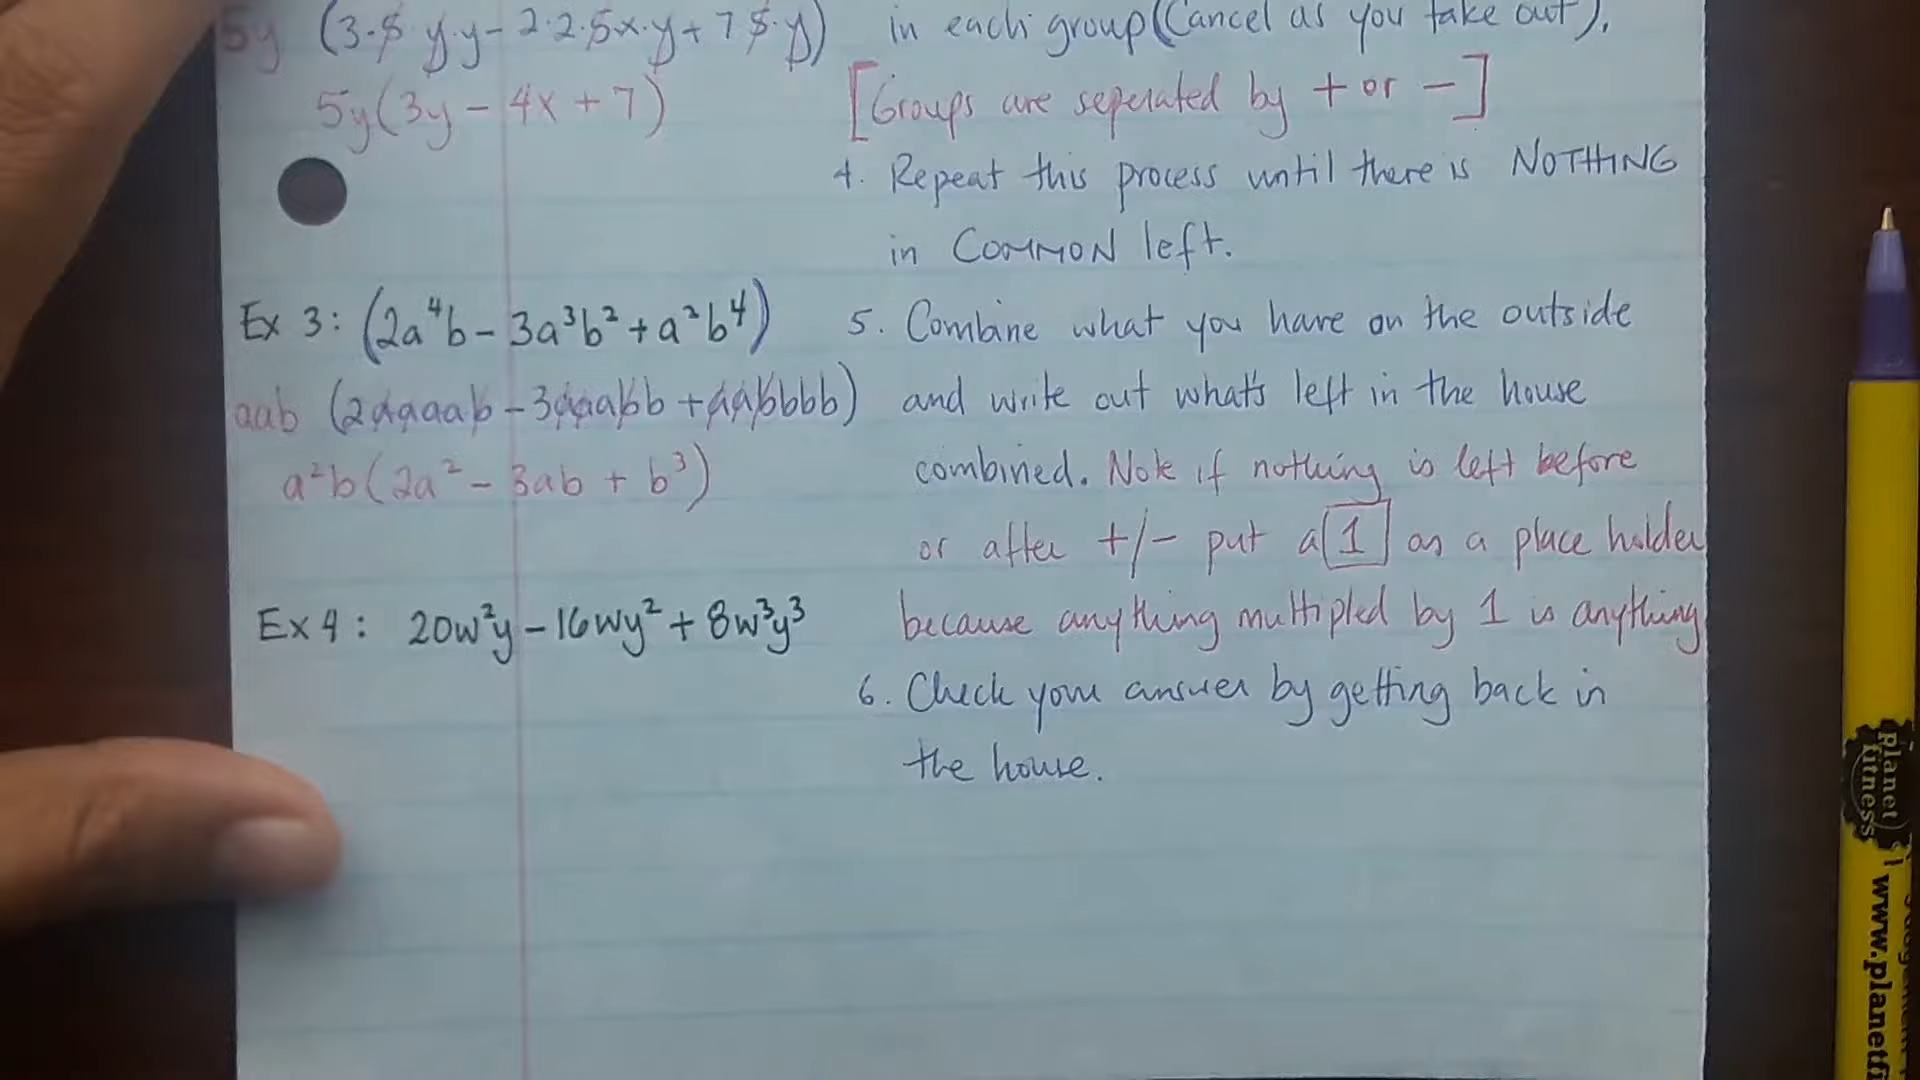 5y (3·5·y·y - 2·2·5x·y + 7·5·y)
5y(3y - 4x + 7)
Ex 3: (2a⁴b - 3a³b² + a²b⁴)
aab (2aaaab - 3aaabb + aabbbb)
a²b(2a² - 3ab + b³)
Ex 4: 20w²y - 16wy² + 8w³y³
in each group (Cancel as you take out).
[Groups are seperated by + or -]
4. Repeat this process until there is NOTHING
in COMMON left.
5. Combine what you have on the outside
and write out what's left in the house
combined. Note if nothing is left before
or after +/- put a 1 as a place holder
because anything multipled by 1 is anything
6. Check your answer by getting back in
the house.
planet
fitness
www.planetfi